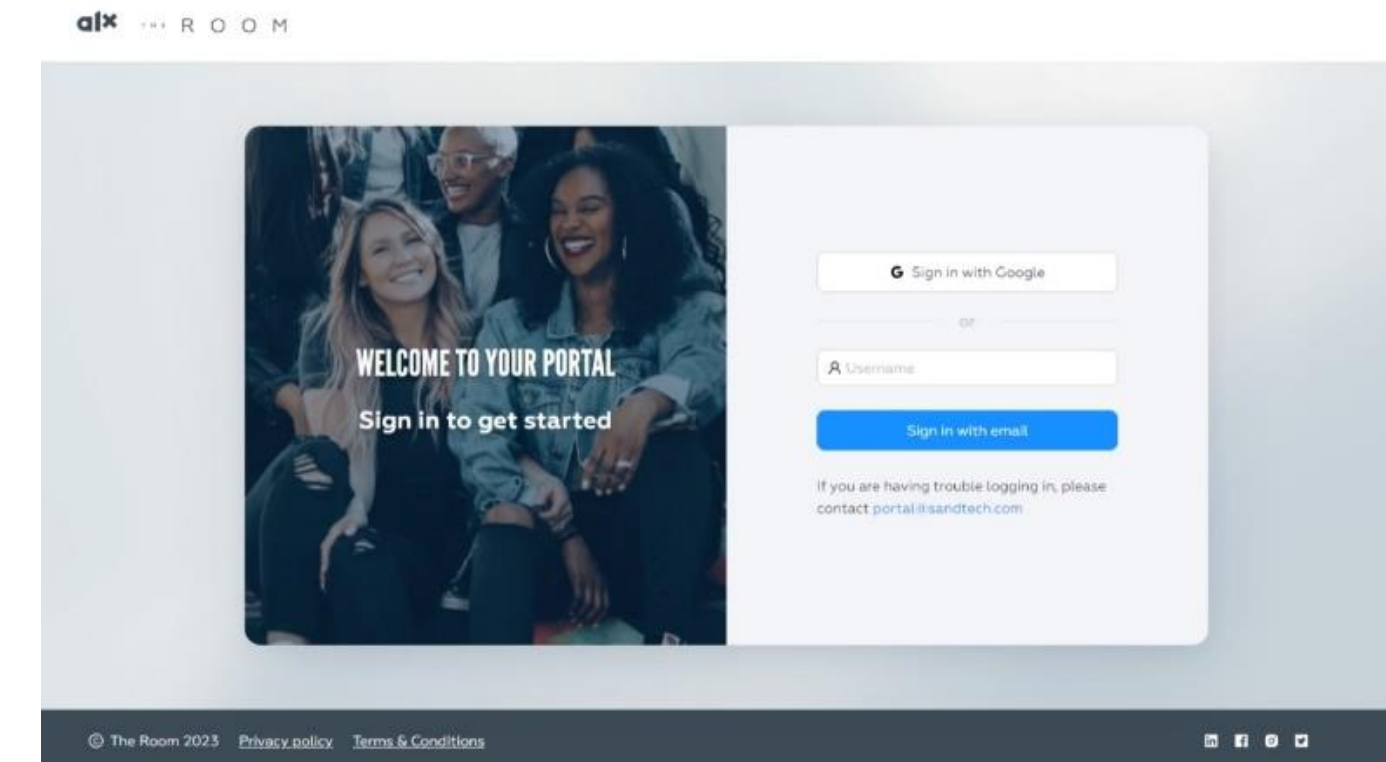 alx THE ROOM
WELCOME TO YOUR PORTAL
Sign in to get started
G Sign in with Google
or
Username
Sign in with email
If you are having trouble logging in, please
contact portal@sandtech.com
© The Room 2023 Privacy policy Terms & Conditions